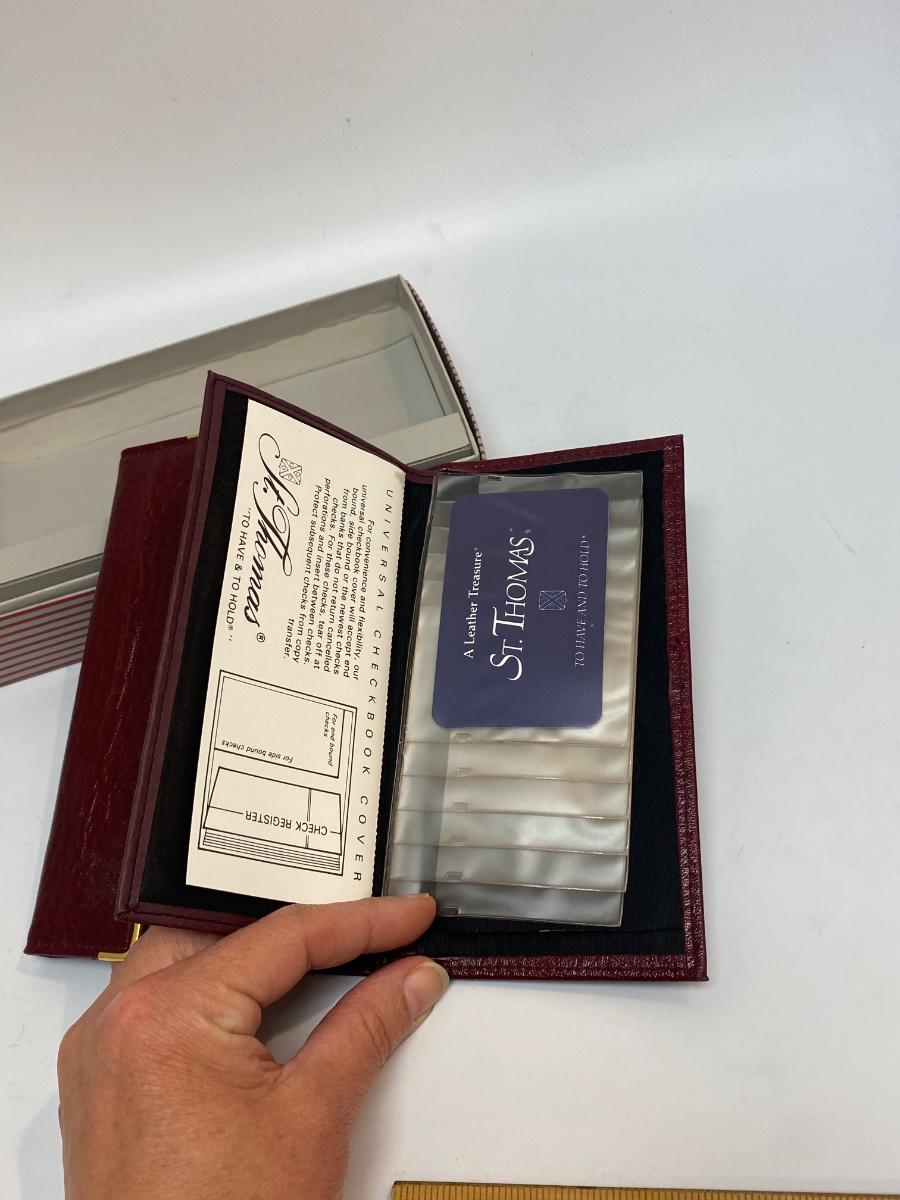 St. Thomas ®
"TO HAVE & TO HOLD® "
UNIVERSAL CHECKBOOK COVER
For convenience and flexibility, our
universal checkbook cover will accept end
bound, side bound or the newest checks
from banks that do not return cancelled
checks. For these checks, tear off at
perforations and insert between checks.
Protect subsequent checks from copy
transfer.
For end bound
checks
For side bound checks
CHECK REGISTER
A Leather Treasure®
ST. THOMAS®
TO HAVE AND TO HOLD®